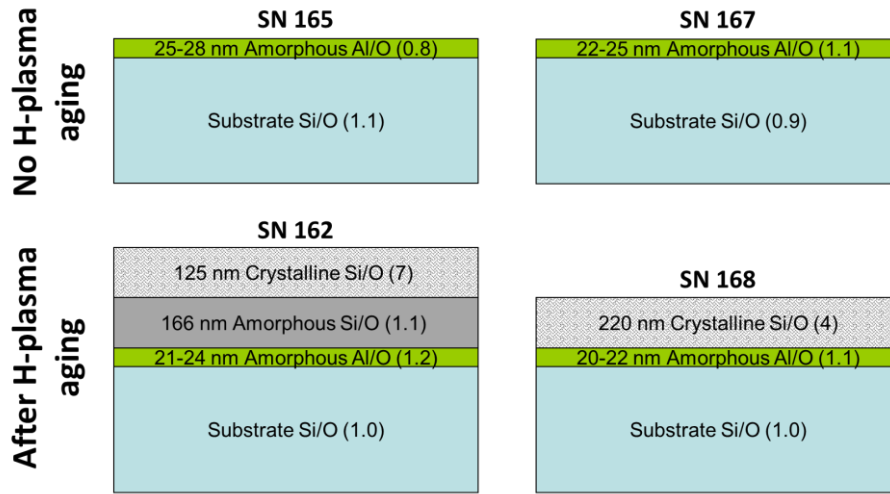 No H-plasma
aging
SN 165
25-28 nm Amorphous Al/O (0.8)
Substrate Si/O (1.1)
SN 167
22-25 nm Amorphous Al/O (1.1)
Substrate Si/O (0.9)
After H-plasma
aging
SN 162
125 nm Crystalline Si/O (7)
166 nm Amorphous Si/O (1.1)
21-24 nm Amorphous Al/O (1.2)
Substrate Si/O (1.0)
SN 168
220 nm Crystalline Si/O (4)
20-22 nm Amorphous Al/O (1.1)
Substrate Si/O (1.0)